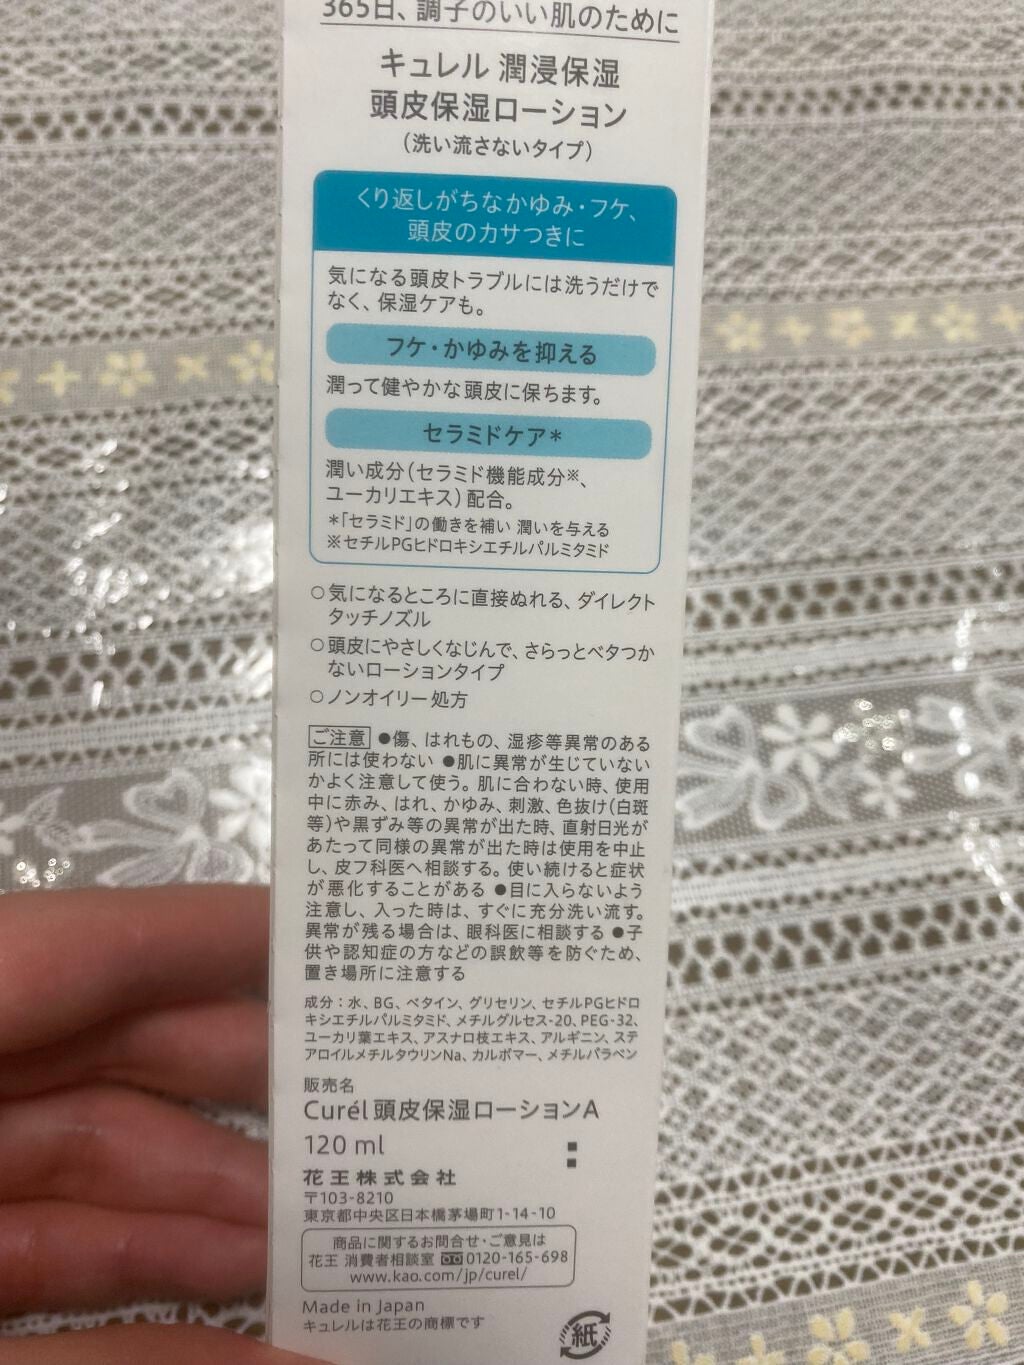 365日、調子のいい肌のために
キュレル 潤浸保湿
頭皮保湿ローション
(洗い流さないタイプ)
くり返しがちなかゆみ・フケ、
頭皮のカサつきに
気になる頭皮トラブルには洗うだけで
なく、保湿ケアも。
フケ・かゆみを抑える
潤って健やかな頭皮に保ちます。
セラミドケア*
潤い成分(セラミド機能成分※、
ユーカリエキス)配合。
*「セラミド」の働きを補い 潤いを与える
※セチルPGヒドロキシエチルパルミタミド
○気になるところに直接ぬれる、ダイレクト
タッチノズル
○頭皮にやさしくなじんで、さらっとベタつか
ないローションタイプ
○ノンオイリー処方
ご注意 ●傷、はれもの、湿疹等異常のある
所には使わない ●肌に異常が生じていない
かよく注意して使う。肌に合わない時、使用
中に赤み、はれ、かゆみ、刺激、色抜け(白斑
等)や黒ずみ等の異常が出た時、直射日光が
あたって同様の異常が出た時は使用を中止
し、皮フ科医へ相談する。使い続けると症状
が悪化することがある ●目に入らないよう
注意し、入った時は、すぐに充分洗い流す。
異常が残る場合は、眼科医に相談する ●子
供や認知症の方などの誤飲等を防ぐため、
置き場所に注意する
成分：水、BG、ベタイン、グリセリン、セチルPGヒドロ
キシエチルパルミタミド、メチルグルセス-20、PEG-32、
ユーカリ葉エキス、アスナロ枝エキス、アルギニン、ステ
アロイルメチルタウリンNa、カルボマー、メチルパラベン
販売名
Curél 頭皮保湿ローションA
120 ml
花王株式会社
〒103-8210
東京都中央区日本橋茅場町1-14-10
商品に関するお問合せ・ご意見は
花王 消費者相談室 0120-165-698
www.kao.com/jp/curel/
Made in Japan
キュレルは花王の商標です
紙